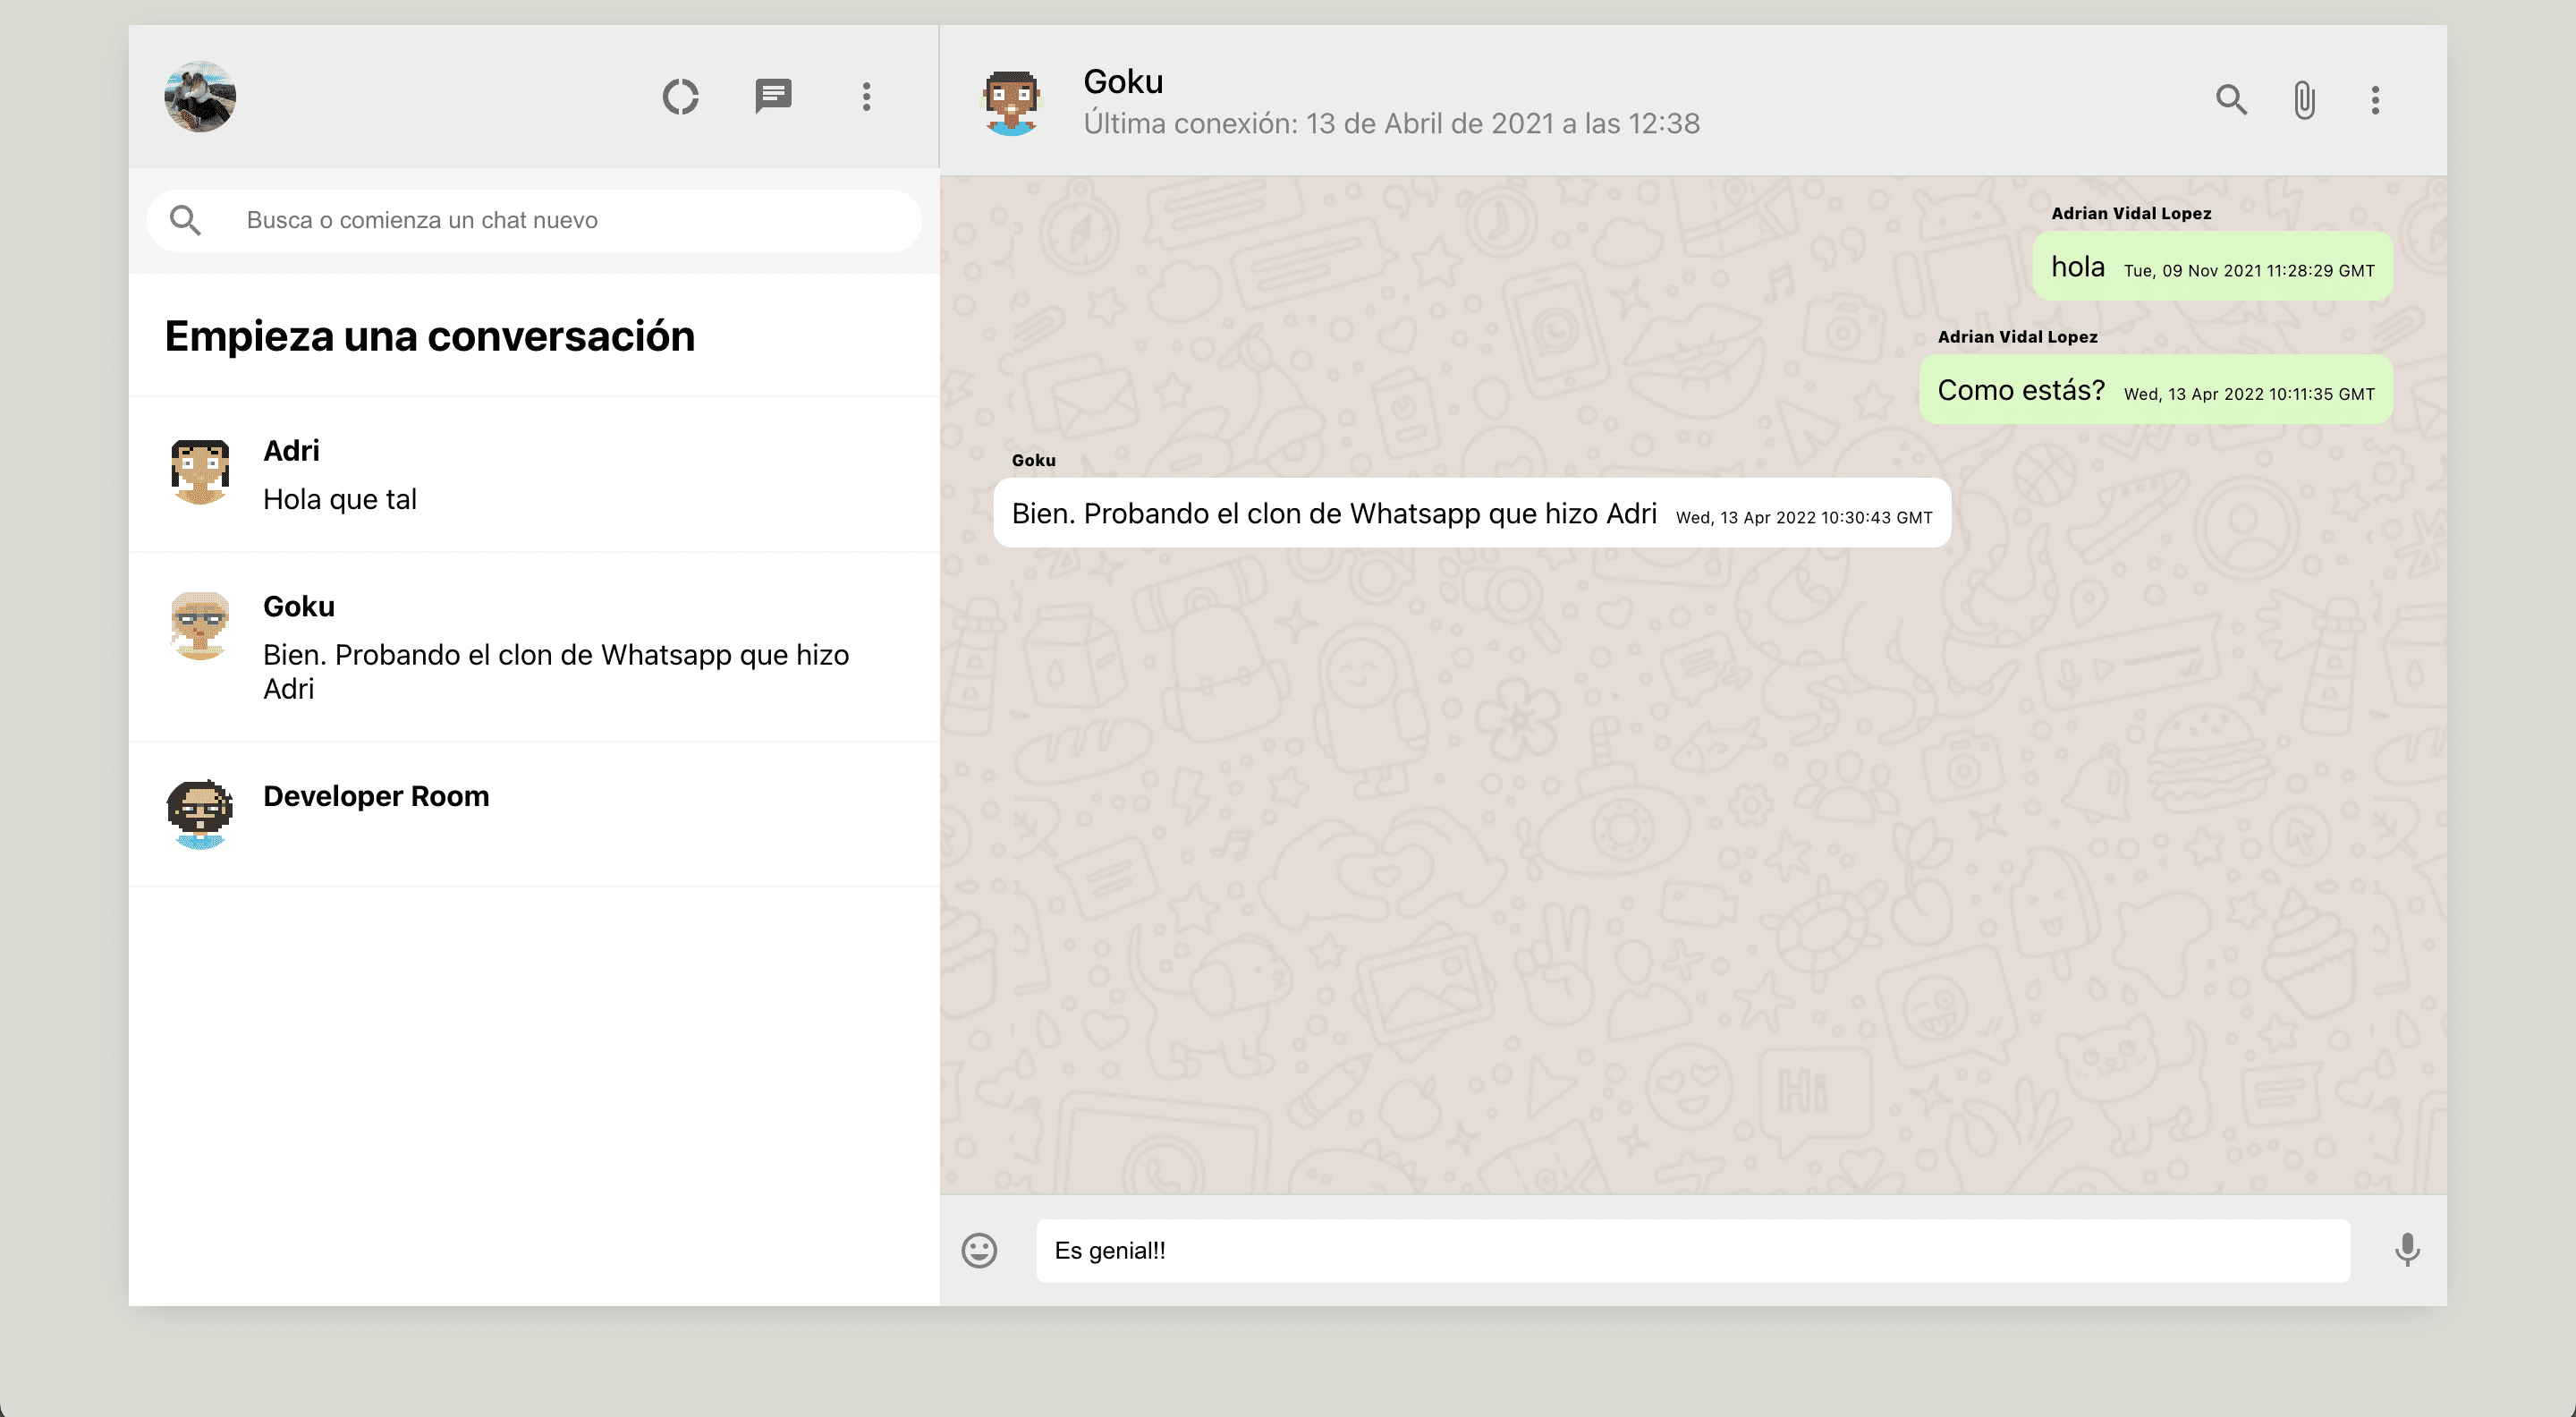 Busca o comienza un chat nuevo
Empieza una conversación
Adri
Hola que tal
Goku
Bien. Probando el clon de Whatsapp que hizo
Adri
Developer Room
Goku
Última conexión: 13 de Abril de 2021 a las 12:38
Adrian Vidal Lopez
hola Tue, 09 Nov 2021 11:28:29 GMT
Adrian Vidal Lopez
Como estás? Wed, 13 Apr 2022 10:11:35 GMT
Goku
Bien. Probando el clon de Whatsapp que hizo Adri Wed, 13 Apr 2022 10:30:43 GMT
Hi
Es genial!!